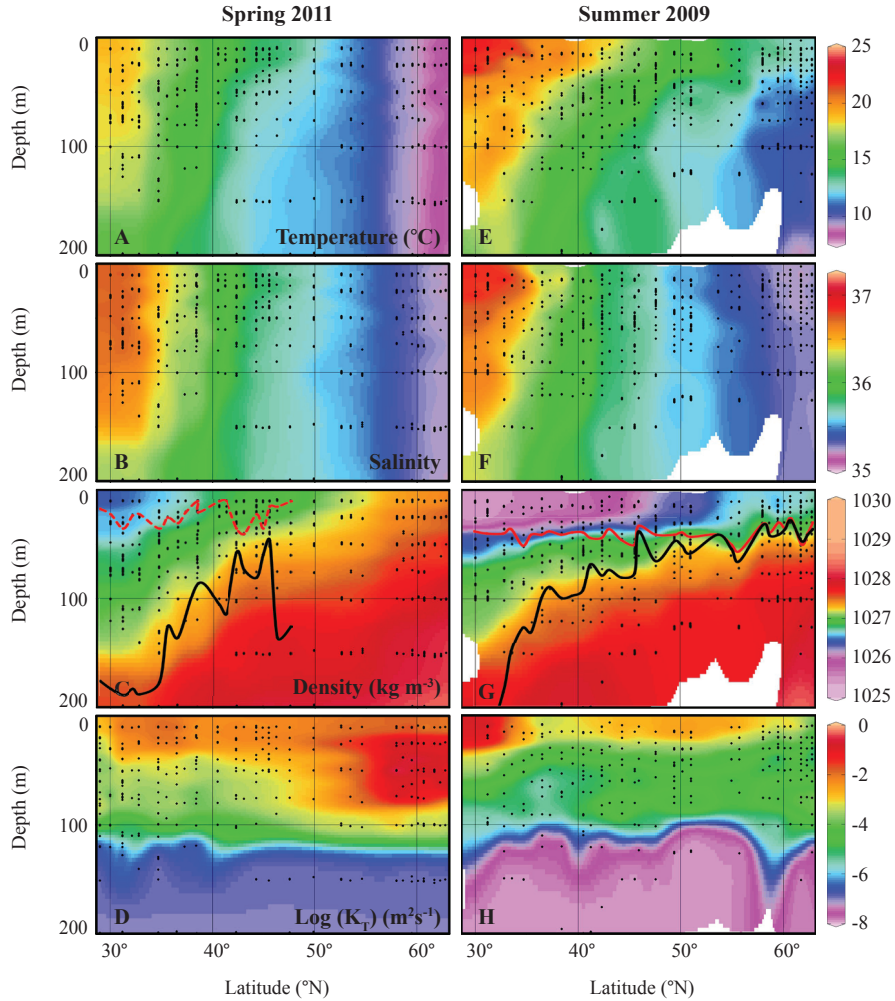 Spring 2011
Summer 2009
0
100
200
Depth (m)
A
Temperature (°C)
E
25
20
15
10
0
100
200
Depth (m)
B
Salinity
F
37
36
35
0
100
200
Depth (m)
C
Density (kg m-3)
G
1030
1029
1028
1027
1026
1025
0
100
200
Depth (m)
D
Log (KT) (m2s-1)
H
0
-2
-4
-6
-8
30° 40° 50° 60°
30° 40° 50° 60°
Latitude (°N)
Latitude (°N)